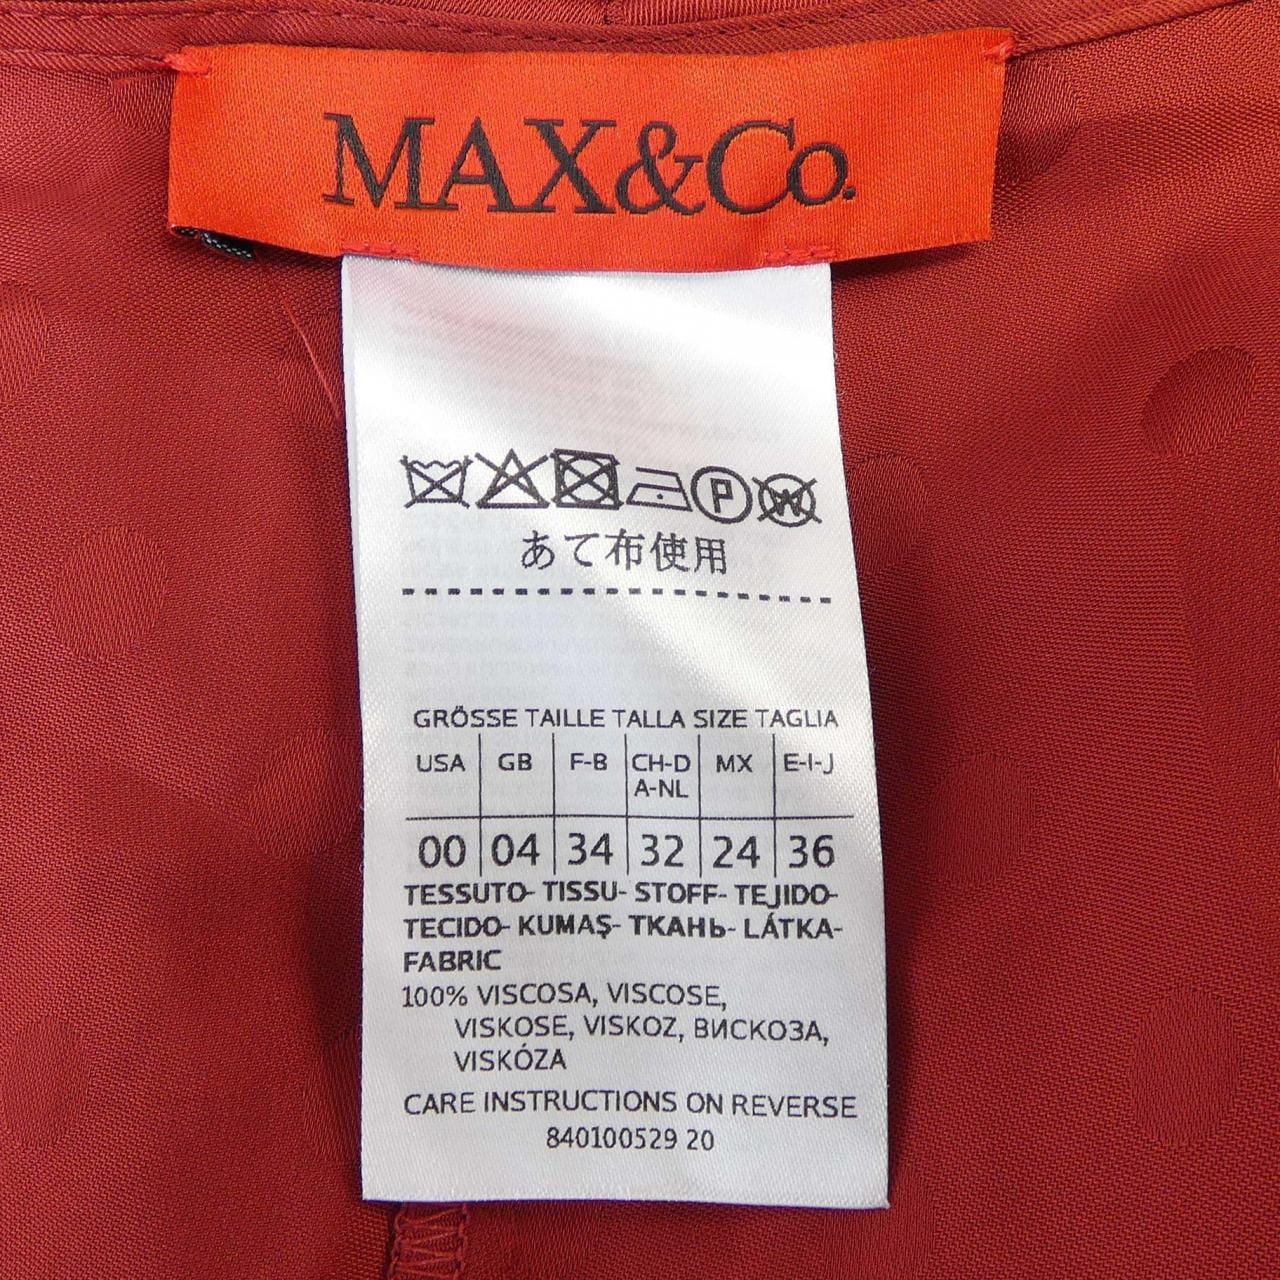 MAX&Co.
P W
あて布使用
GRÖSSE TAILLE TALLA SIZE TAGLIA
USA GB F-B CH-D A-NL MX E-I-J
00 04 34 32 24 36
TESSUTO- TISSU- STOFF- TEJIDO-
TECIDO- KUMAŞ- ТКАНЬ- LÁTKA-
FABRIC
100% VISCOSA, VISCOSE,
VISKOSE, VISKOZ, ВИСКОЗА,
VISKÓZA
CARE INSTRUCTIONS ON REVERSE
840100529 20